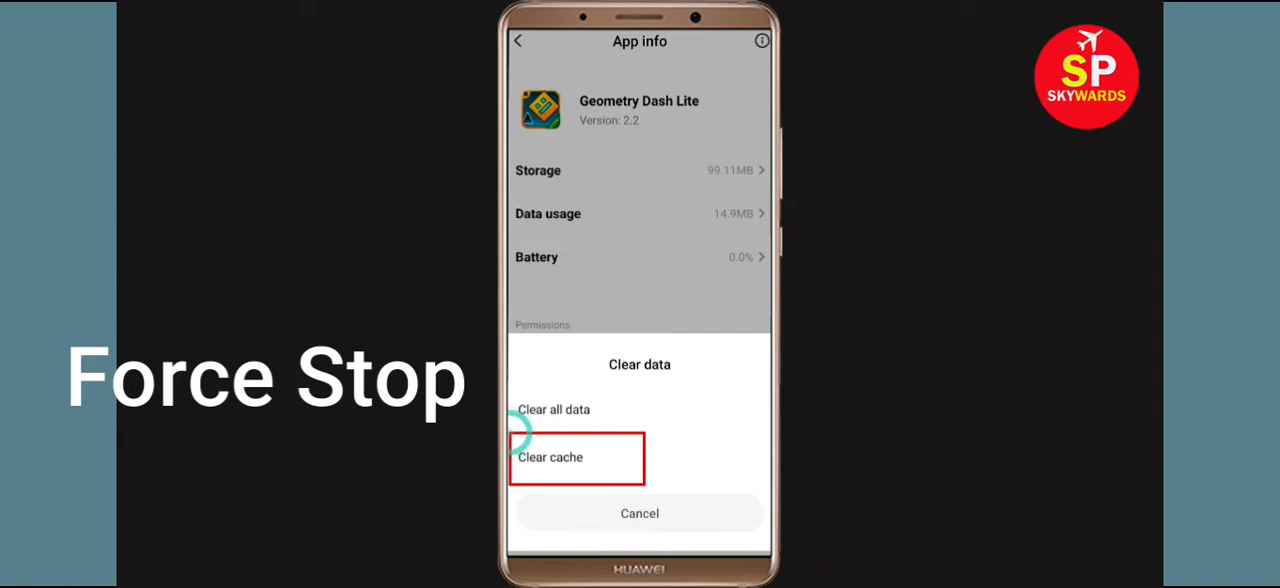 App info
Geometry Dash Lite
Version: 2.2
Storage 99.11MB
Data usage 14.9MB
Battery 0.0%
Permissions
Clear data
Clear all data
Clear cache
Cancel
HUAWEI
Force Stop
SP
SKYWARDS